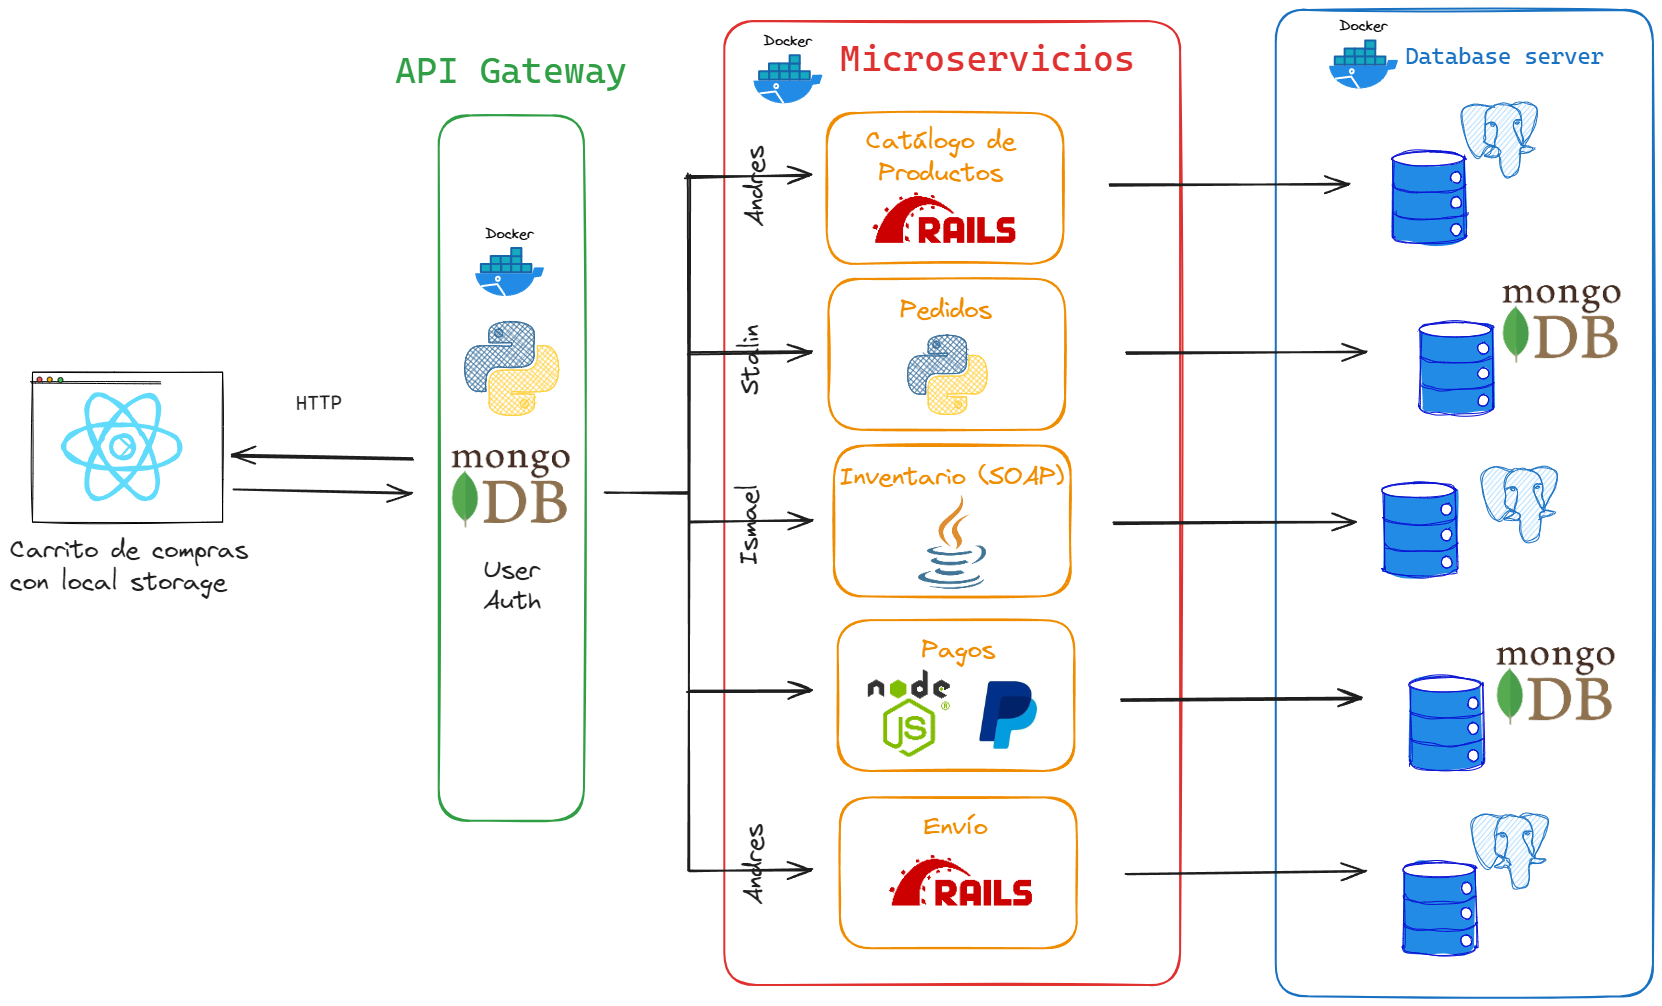 API Gateway
Docker
mongo
DB
User
Auth
HTTP
Carrito de compras
con local storage
Docker
Microservicios
Andres
Catálogo de
Productos
RAILS
Stalin
Pedidos
Ismael
Inventario (SOAP)
Pagos
node
JS
®
Andres
Envío
RAILS
Docker
Database server
mongo
DB
mongo
DB